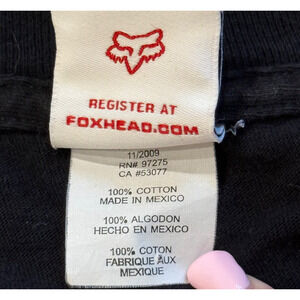 REGISTER AT
FOXHEAD.COM
11/2009
RN# 97275
CA #53077
100% COTTON
MADE IN MEXICO
100% ALGODON
HECHO EN MEXICO
100% COTON
FABRIQUE AUX
MEXIQUE